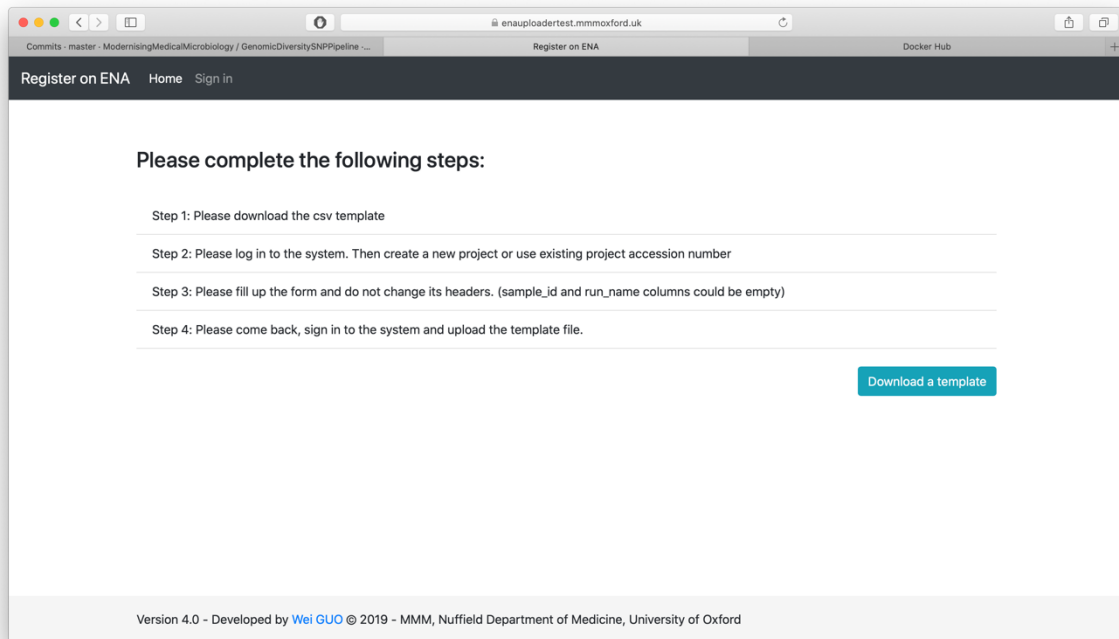 enauploadertest.mmmoxford.uk
Commits · master · ModernisingMedicalMicrobiology / GenomicDiversitySNPPipeline ·...
Register on ENA
Docker Hub
Register on ENA Home Sign in
Please complete the following steps:
Step 1: Please download the csv template
Step 2: Please log in to the system. Then create a new project or use existing project accession number
Step 3: Please fill up the form and do not change its headers. (sample_id and run_name columns could be empty)
Step 4: Please come back, sign in to the system and upload the template file.
Download a template
Version 4.0 - Developed by Wei GUO © 2019 - MMM, Nuffield Department of Medicine, University of Oxford